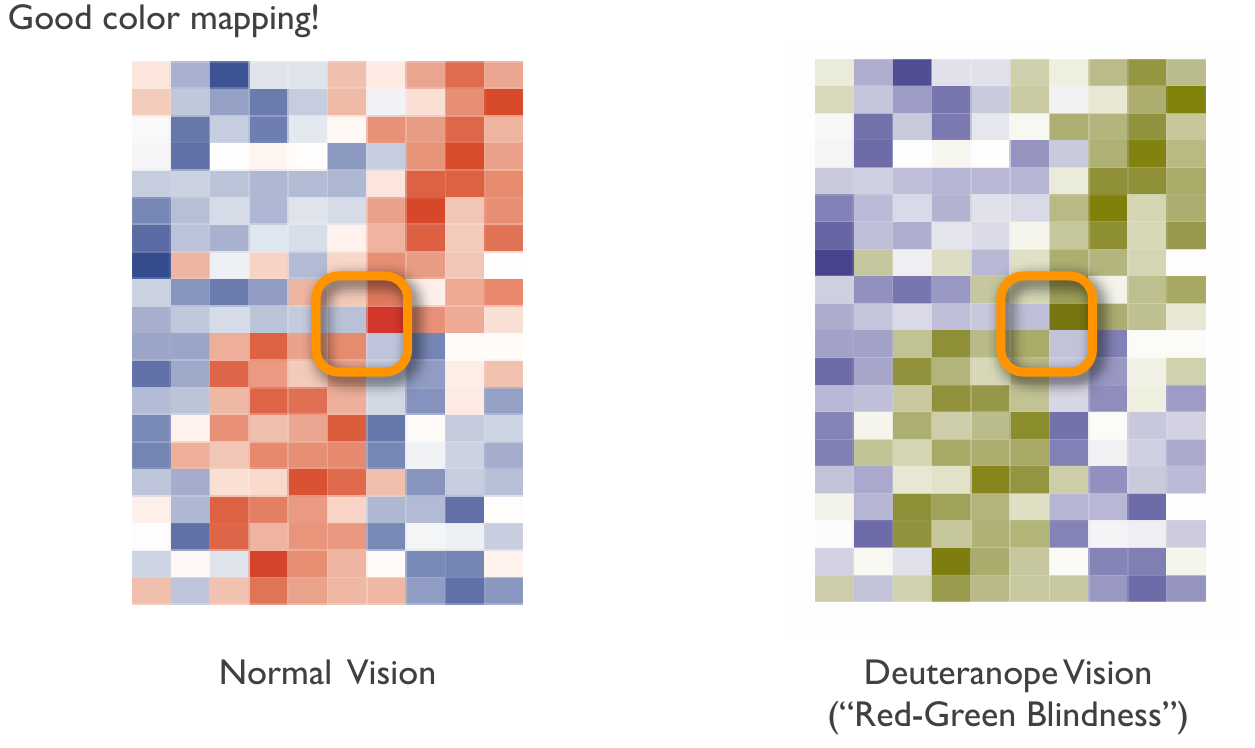 Good color mapping!
Normal Vision
Deuteranope Vision
(“Red-Green Blindness”)